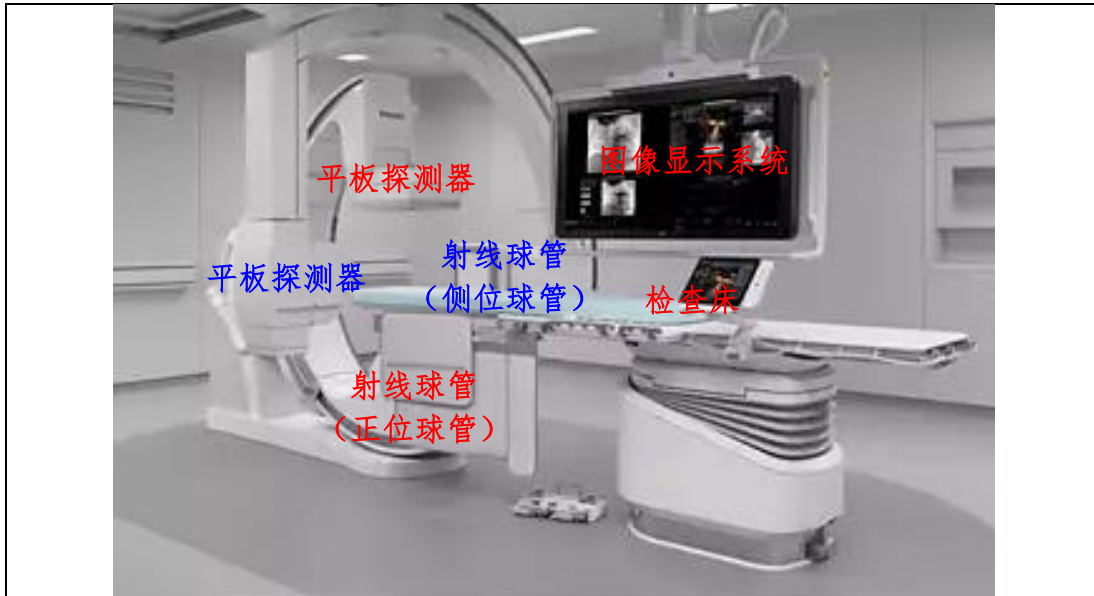 图像显示系统
平板探测器
射线球管
（侧位球管）
平板探测器
检查床
射线球管
（正位球管）